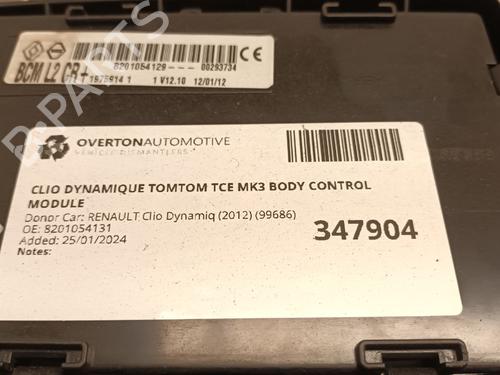 BCM L2 CR+
8201054129 --- 00293734
1975914 1 1 V12.10 12/01/12
CE
OVERTONAUTOMOTIVE
VEHICLE DISMANTLERS
CLIO DYNAMIQUE TOMTOM TCE MK3 BODY CONTROL
MODULE
Donor Car: RENAULT Clio Dynamiq (2012) (99686)
OE: 8201054131
Added: 25/01/2024
Notes:
347904